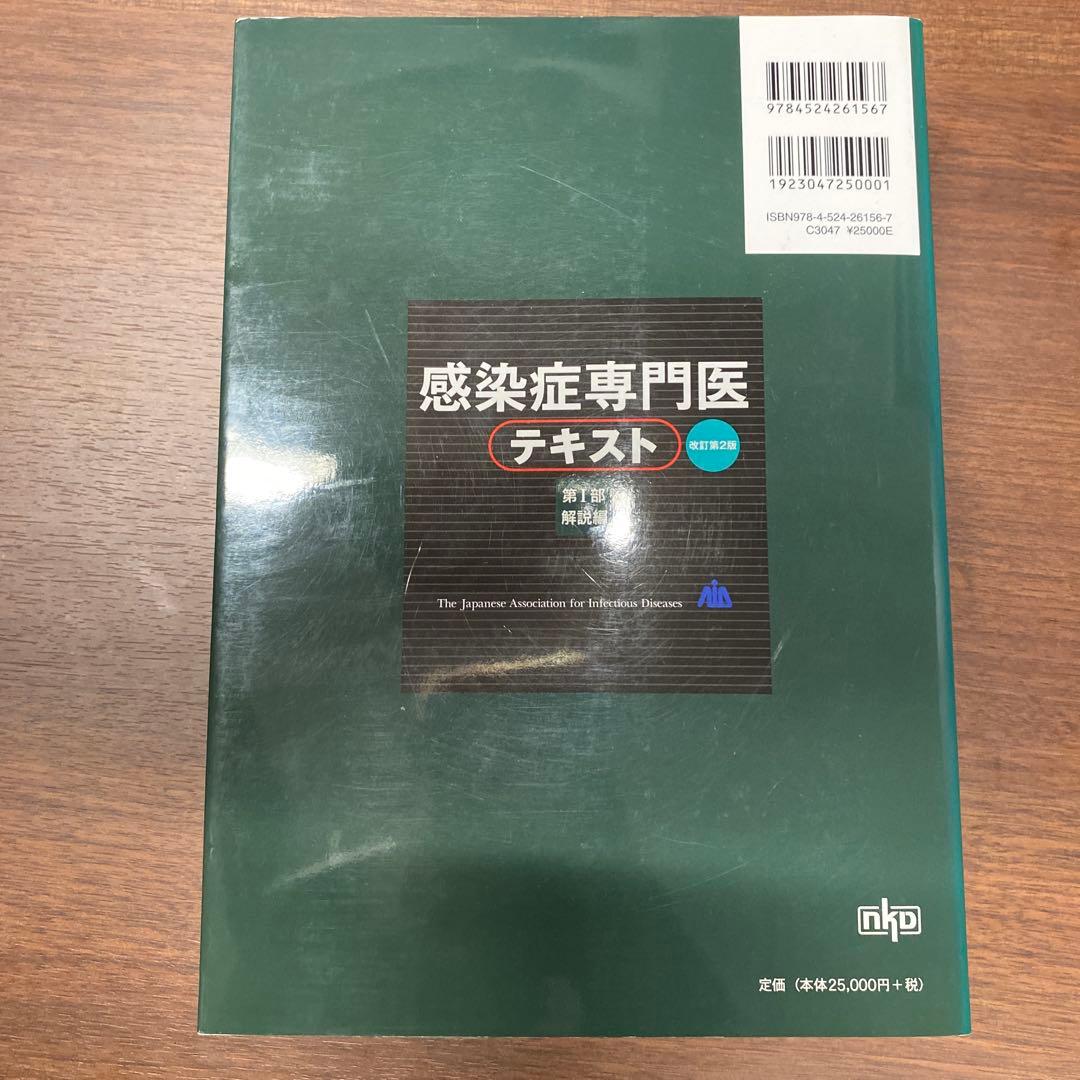 9784524261567
1923047250001
ISBN978-4-524-26156-7
C3047 ¥25000E
感染症専門医
テキスト
改訂第2版
第Ⅰ部
解説編
The Japanese Association for Infectious Diseases
nkD
定価（本体25,000円＋税）